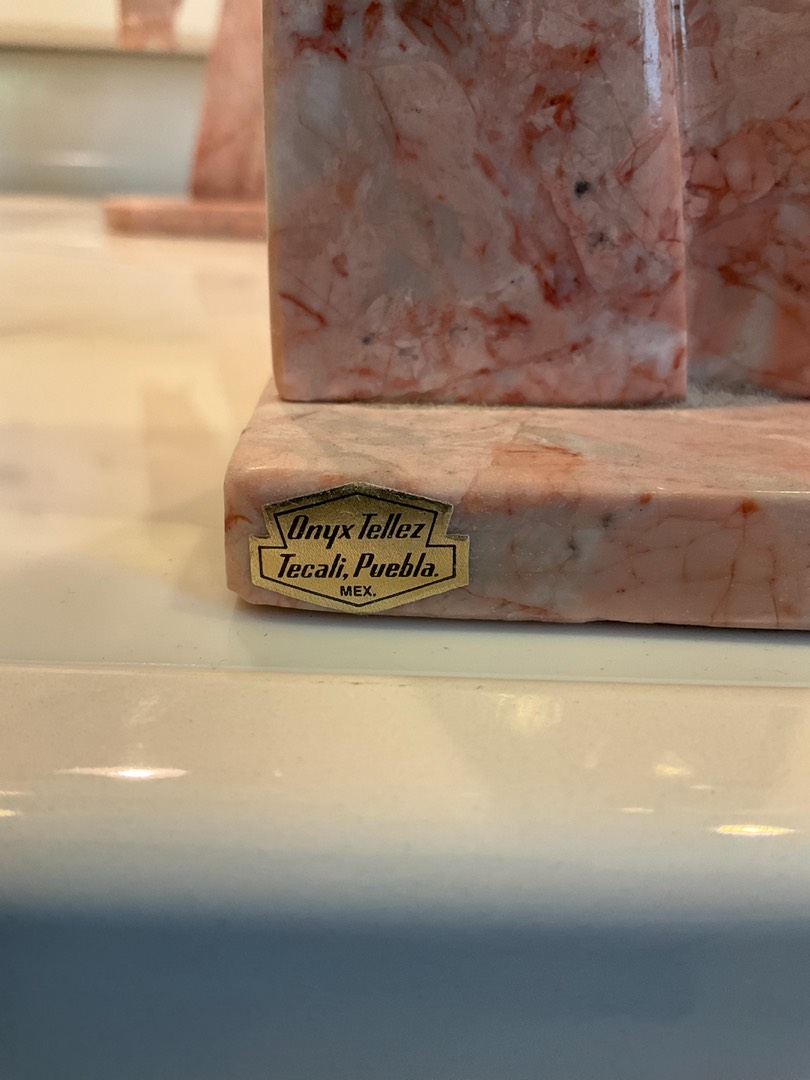 Onyx Tellez
Tecali, Puebla.
MEX.